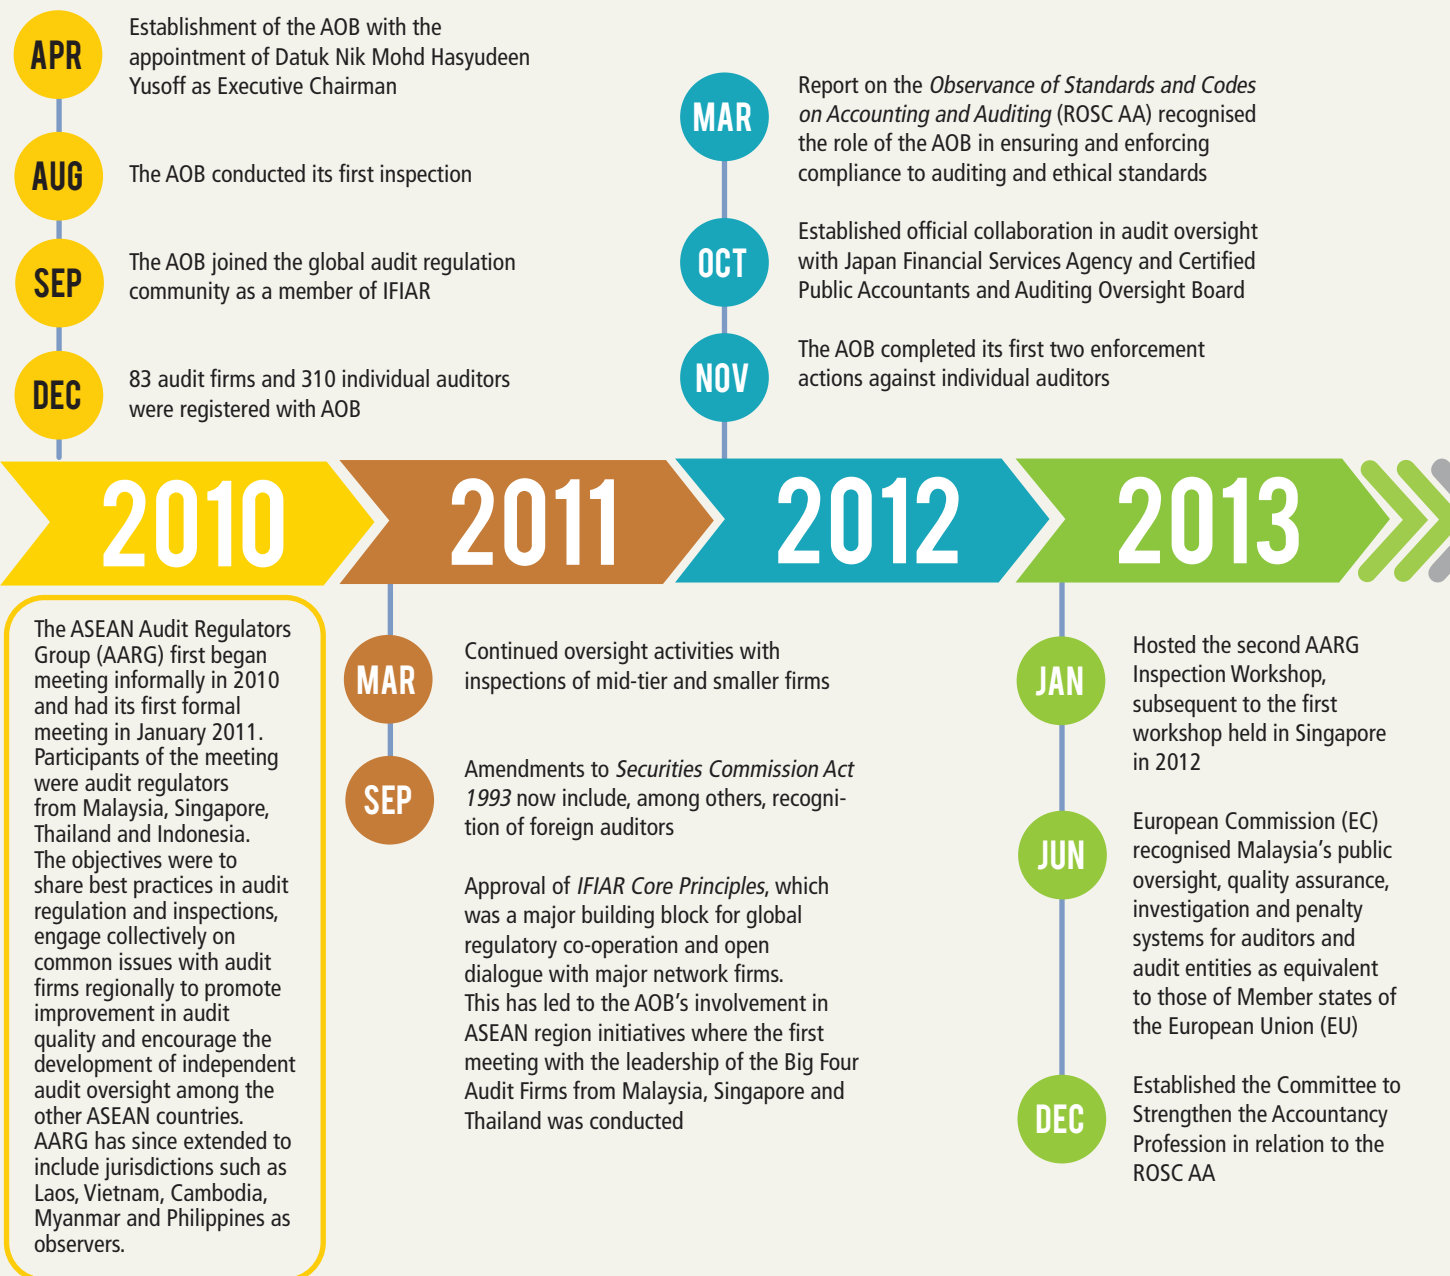 APR
Establishment of the AOB with the
appointment of Datuk Nik Mohd Hasyudeen
Yusoff as Executive Chairman
AUG
The AOB conducted its first inspection
SEP
The AOB joined the global audit regulation
community as a member of IFIAR
DEC
83 audit firms and 310 individual auditors
were registered with AOB
MAR
Report on the Observance of Standards and Codes
on Accounting and Auditing (ROSC AA) recognised
the role of the AOB in ensuring and enforcing
compliance to auditing and ethical standards
OCT
Established official collaboration in audit oversight
with Japan Financial Services Agency and Certified
Public Accountants and Auditing Oversight Board
NOV
The AOB completed its first two enforcement
actions against individual auditors
2010
2011
2012
2013
The ASEAN Audit Regulators
Group (AARG) first began
meeting informally in 2010
and had its first formal
meeting in January 2011.
Participants of the meeting
were audit regulators
from Malaysia, Singapore,
Thailand and Indonesia.
The objectives were to
share best practices in audit
regulation and inspections,
engage collectively on
common issues with audit
firms regionally to promote
improvement in audit
quality and encourage the
development of independent
audit oversight among the
other ASEAN countries.
AARG has since extended to
include jurisdictions such as
Laos, Vietnam, Cambodia,
Myanmar and Philippines as
observers.
MAR
Continued oversight activities with
inspections of mid-tier and smaller firms
SEP
Amendments to Securities Commission Act
1993 now include, among others, recogni-
tion of foreign auditors
Approval of IFIAR Core Principles, which
was a major building block for global
regulatory co-operation and open
dialogue with major network firms.
This has led to the AOB's involvement in
ASEAN region initiatives where the first
meeting with the leadership of the Big Four
Audit Firms from Malaysia, Singapore and
Thailand was conducted
JAN
Hosted the second AARG
Inspection Workshop,
subsequent to the first
workshop held in Singapore
in 2012
JUN
European Commission (EC)
recognised Malaysia's public
oversight, quality assurance,
investigation and penalty
systems for auditors and
audit entities as equivalent
to those of Member states of
the European Union (EU)
DEC
Established the Committee to
Strengthen the Accountancy
Profession in relation to the
ROSC AA